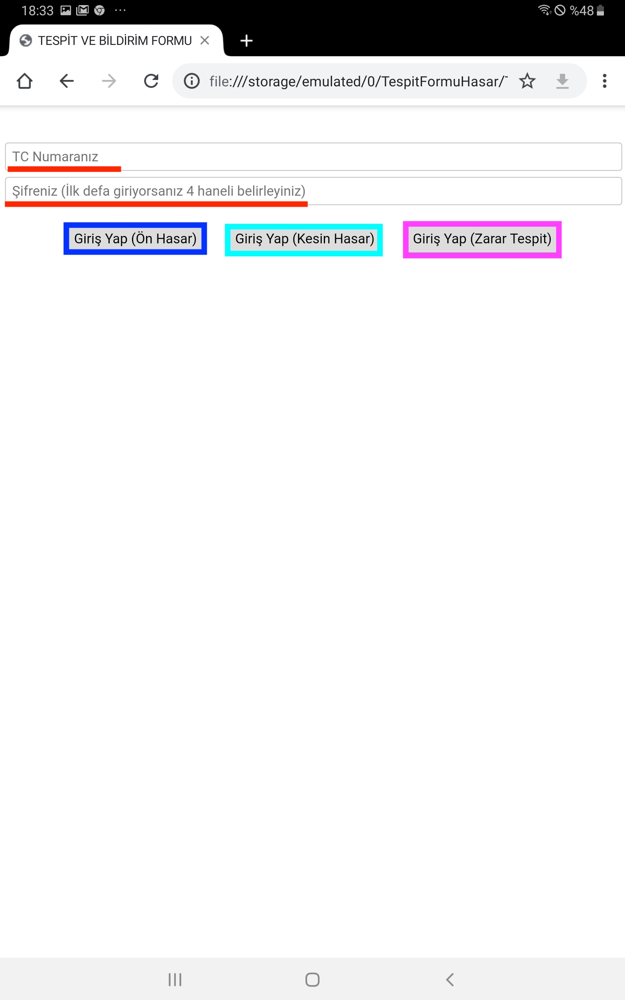 18:33 ... %48
TESPİT VE BİLDİRİM FORMU
file:///storage/emulated/0/TespitFormuHasar/
TC Numaranız
Şifreniz (İlk defa giriyorsanız 4 haneli belirleyiniz)
Giriş Yap (Ön Hasar) Giriş Yap (Kesin Hasar) Giriş Yap (Zarar Tespit)